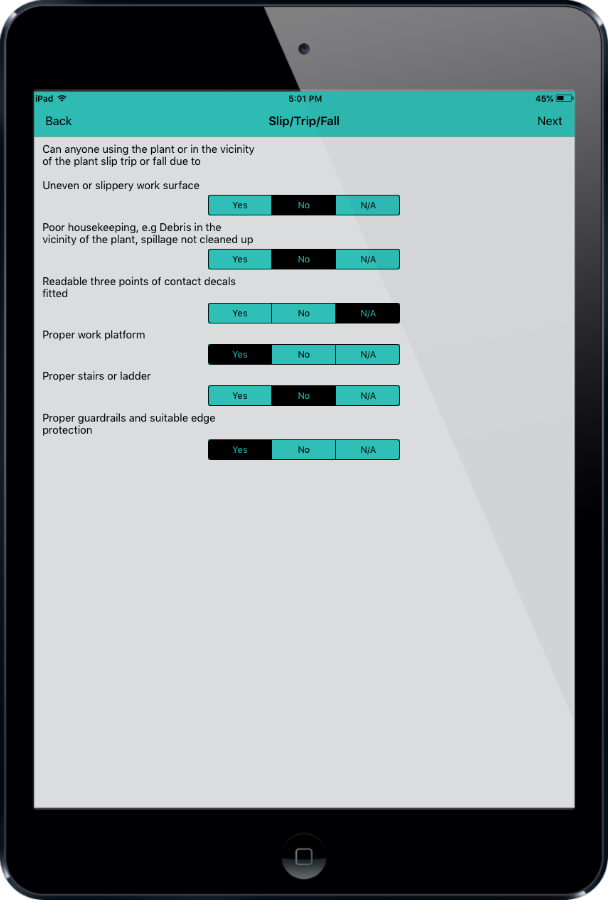 iPad 5:01 PM 45%
Back Slip/Trip/Fall Next
Can anyone using the plant or in the vicinity
of the plant slip trip or fall due to
Uneven or slippery work surface
Yes No N/A
Poor housekeeping, e.g Debris in the
vicinity of the plant, spillage not cleaned up
Yes No N/A
Readable three points of contact decals
fitted
Yes No N/A
Proper work platform
Yes No N/A
Proper stairs or ladder
Yes No N/A
Proper guardrails and suitable edge
protection
Yes No N/A